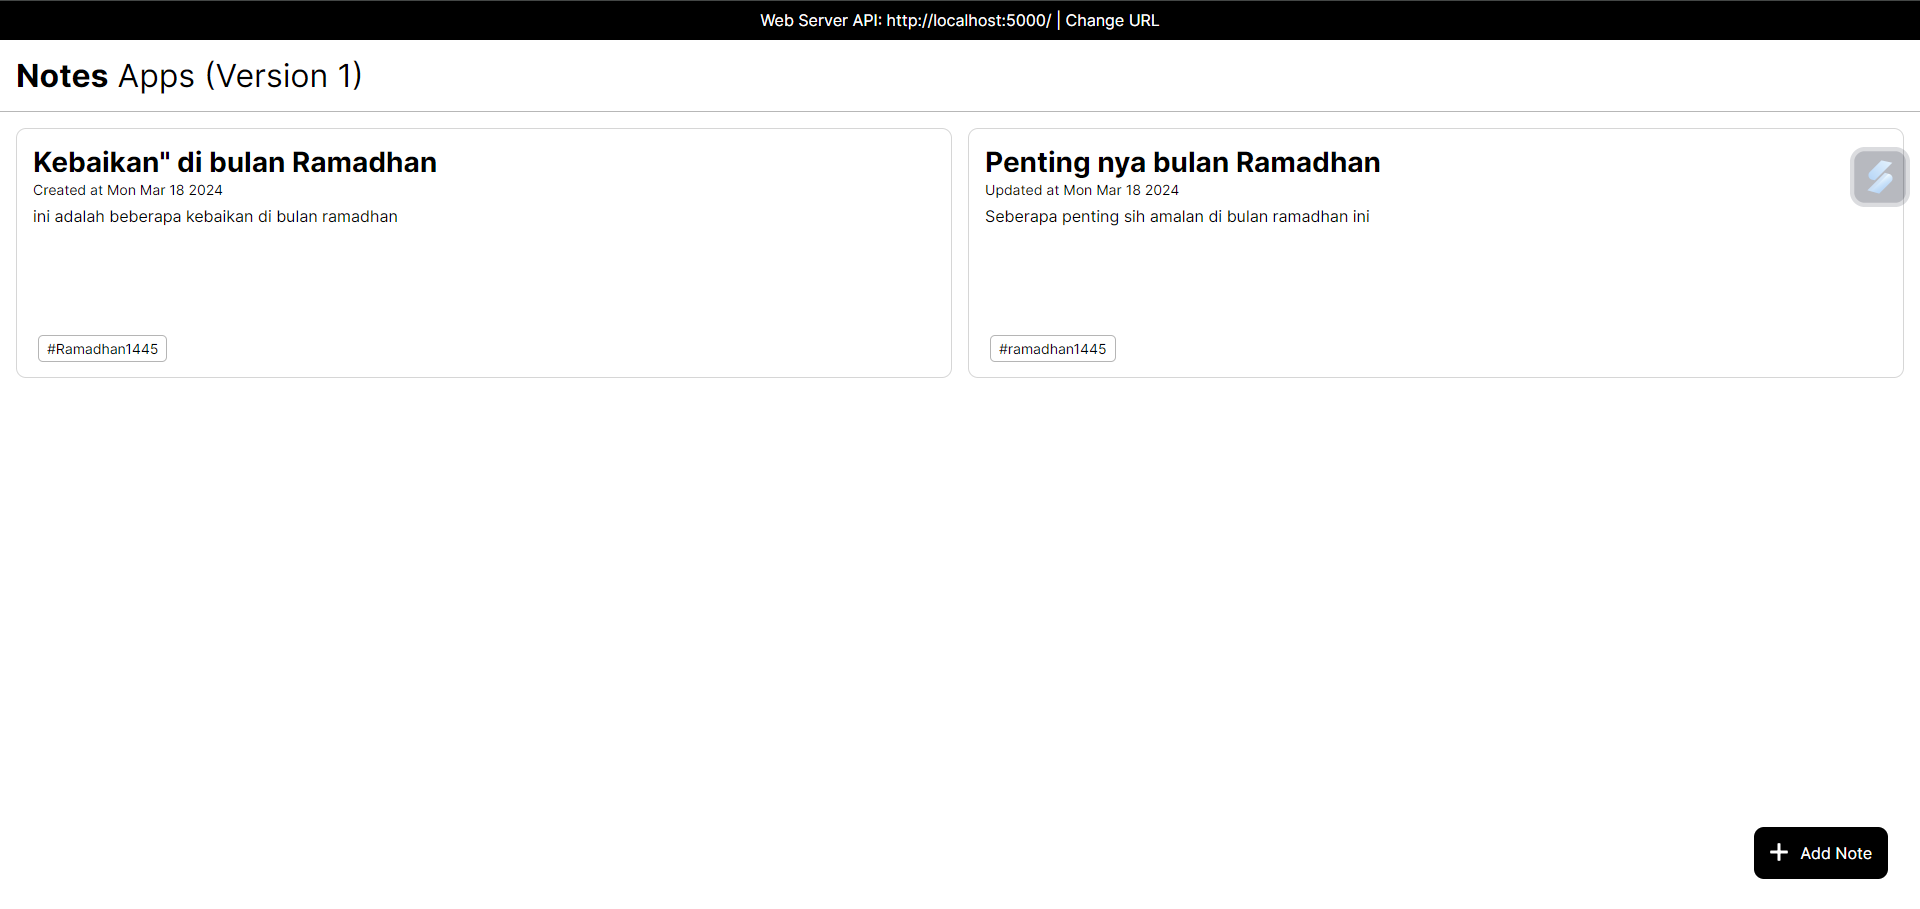 Web Server API: http://localhost:5000/ | Change URL
Notes Apps (Version 1)
Kebaikan" di bulan Ramadhan
Created at Mon Mar 18 2024
ini adalah beberapa kebaikan di bulan ramadhan
#Ramadhan1445
Penting nya bulan Ramadhan
Updated at Mon Mar 18 2024
Seberapa penting sih amalan di bulan ramadhan ini
#ramadhan1445
Add Note